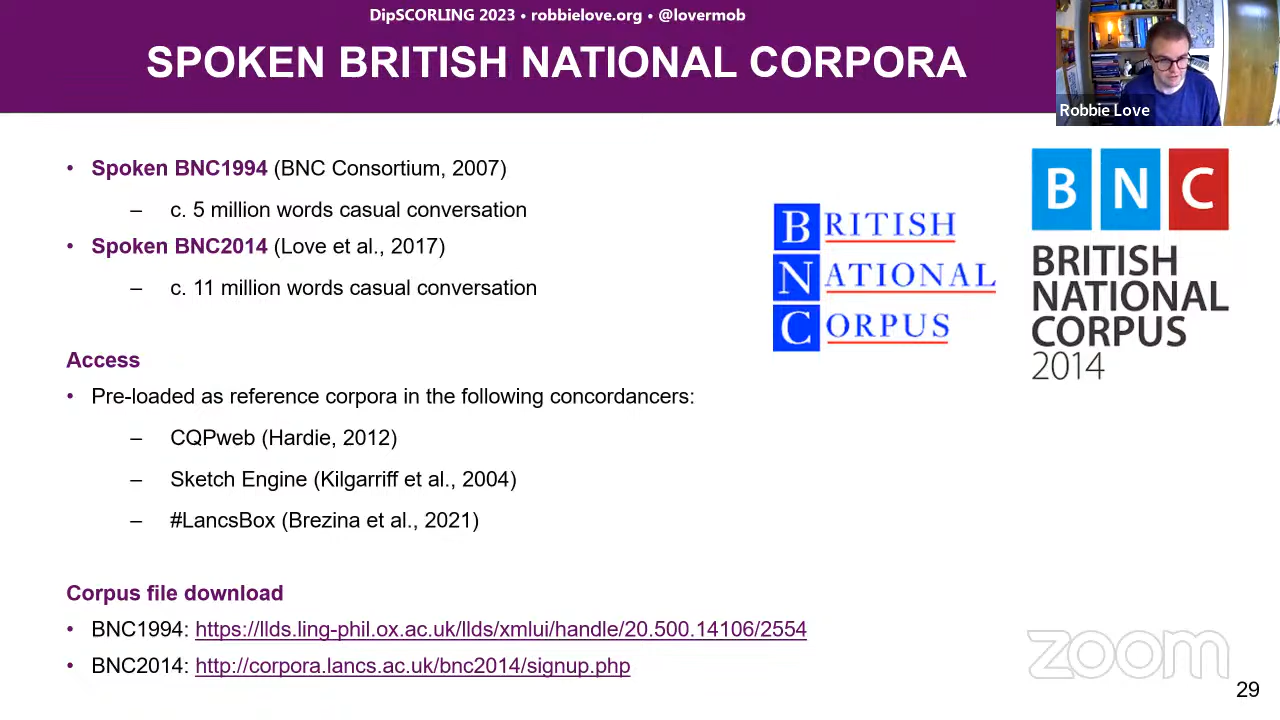 DipSCORLING 2023 • robbielove.org • @lovermob
SPOKEN BRITISH NATIONAL CORPORA
Robbie Love
• Spoken BNC1994 (BNC Consortium, 2007)
– c. 5 million words casual conversation
• Spoken BNC2014 (Love et al., 2017)
– c. 11 million words casual conversation
BRITISH
NATIONAL
CORPUS
B N C
BRITISH
NATIONAL
CORPUS
2014
Access
• Pre-loaded as reference corpora in the following concordancers:
– CQPweb (Hardie, 2012)
– Sketch Engine (Kilgarriff et al., 2004)
– #LancsBox (Brezina et al., 2021)
Corpus file download
• BNC1994: https://llds.ling-phil.ox.ac.uk/llds/xmlui/handle/20.500.14106/2554
• BNC2014: http://corpora.lancs.ac.uk/bnc2014/signup.php
zoom
29